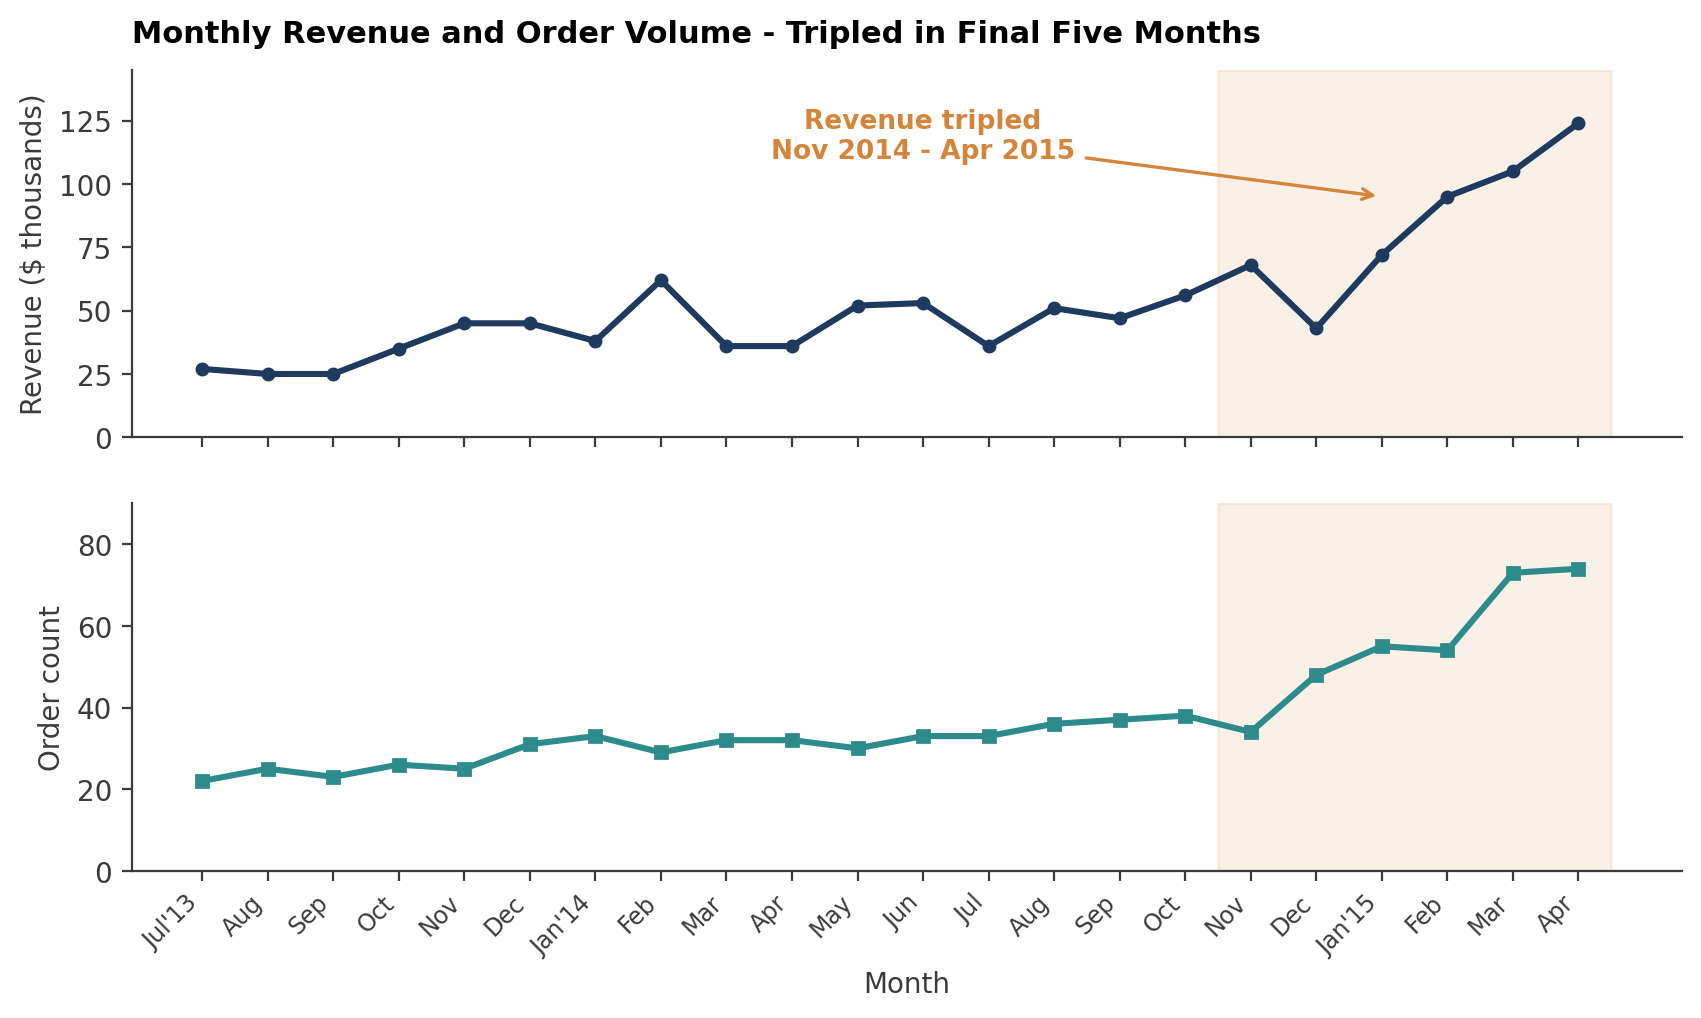 Monthly Revenue and Order Volume - Tripled in Final Five Months
Revenue ($ thousands)
125
100
75
50
25
0
Revenue tripled
Nov 2014 - Apr 2015
Order count
80
60
40
20
0
Jul'13 Aug Sep Oct Nov Dec Jan'14 Feb Mar Apr May Jun Jul Aug Sep Oct Nov Dec Jan'15 Feb Mar Apr
Month